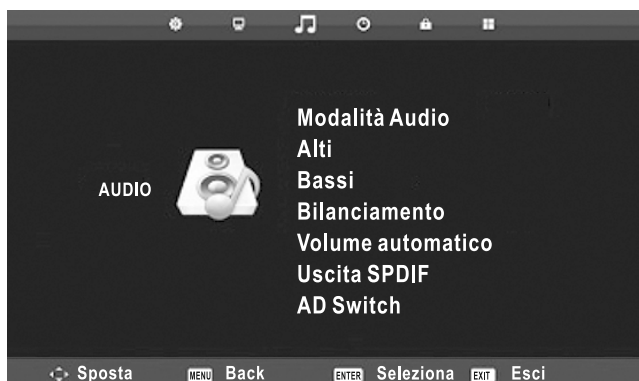 Modalità Audio
Alti
AUDIO
Bassi
Bilanciamento
Volume automatico
Uscita SPDIF
AD Switch
Sposta MENU Back ENTER Seleziona EXIT Esci